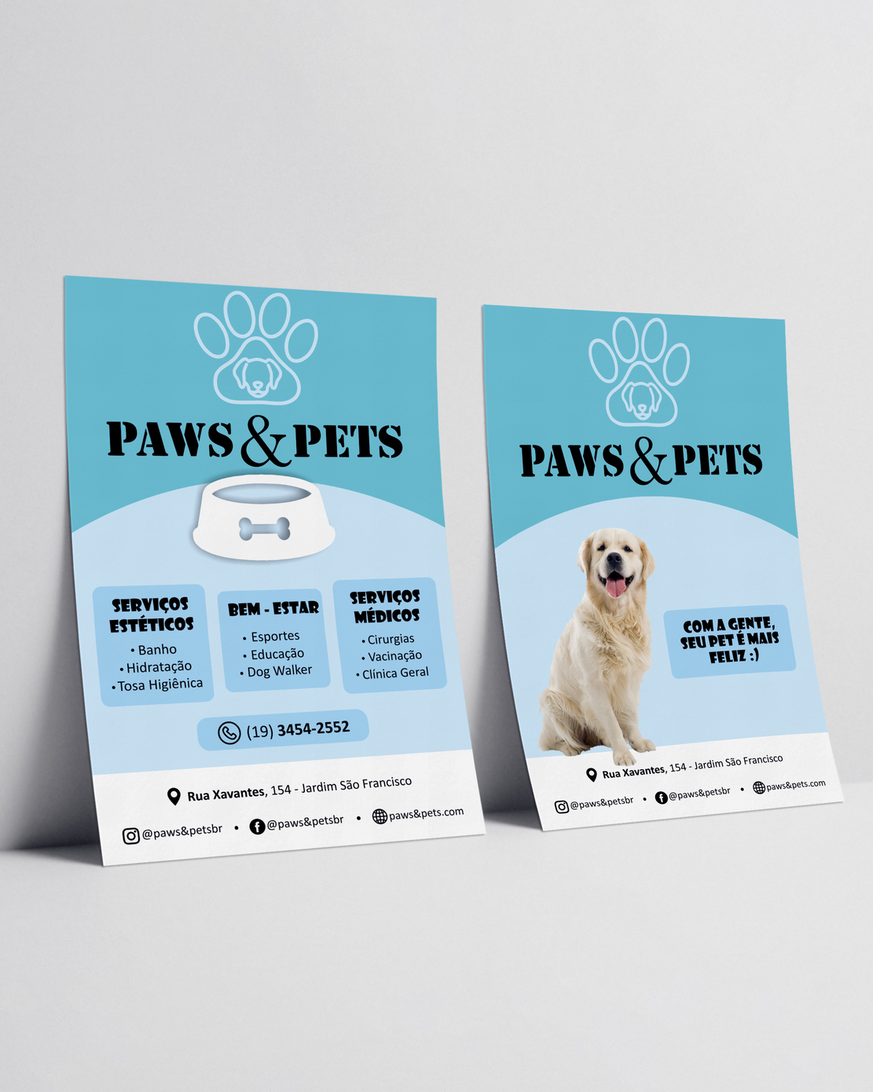 PAWS & PETS
SERVIÇOS
ESTÉTICOS
• Banho
• Hidratação
• Tosa Higiênica
BEM - ESTAR
• Esportes
• Educação
• Dog Walker
SERVIÇOS
MÉDICOS
• Cirurgias
• Vacinação
• Clínica Geral
(19) 3454-2552
Rua Xavantes, 154 - Jardim São Francisco
@paws&petsbr • @paws&petsbr • paws&pets.com
PAWS & PETS
COM A GENTE,
SEU PET É MAIS
FELIZ :)
Rua Xavantes, 154 - Jardim São Francisco
@paws&petsbr • @paws&petsbr • paws&pets.com